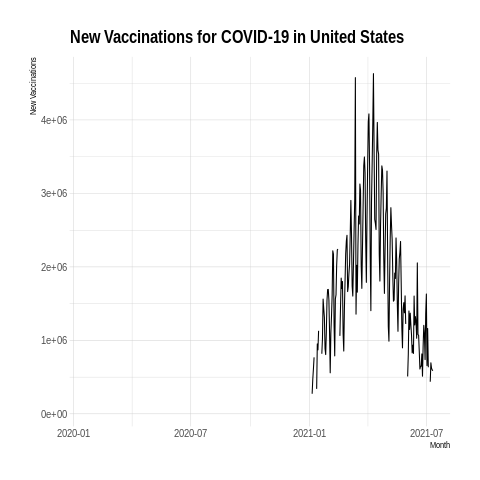 New Vaccinations for COVID-19 in United States
New Vaccinations
4e+06
3e+06
2e+06
1e+06
0e+00
2020-01 2020-07 2021-01 2021-07
Month